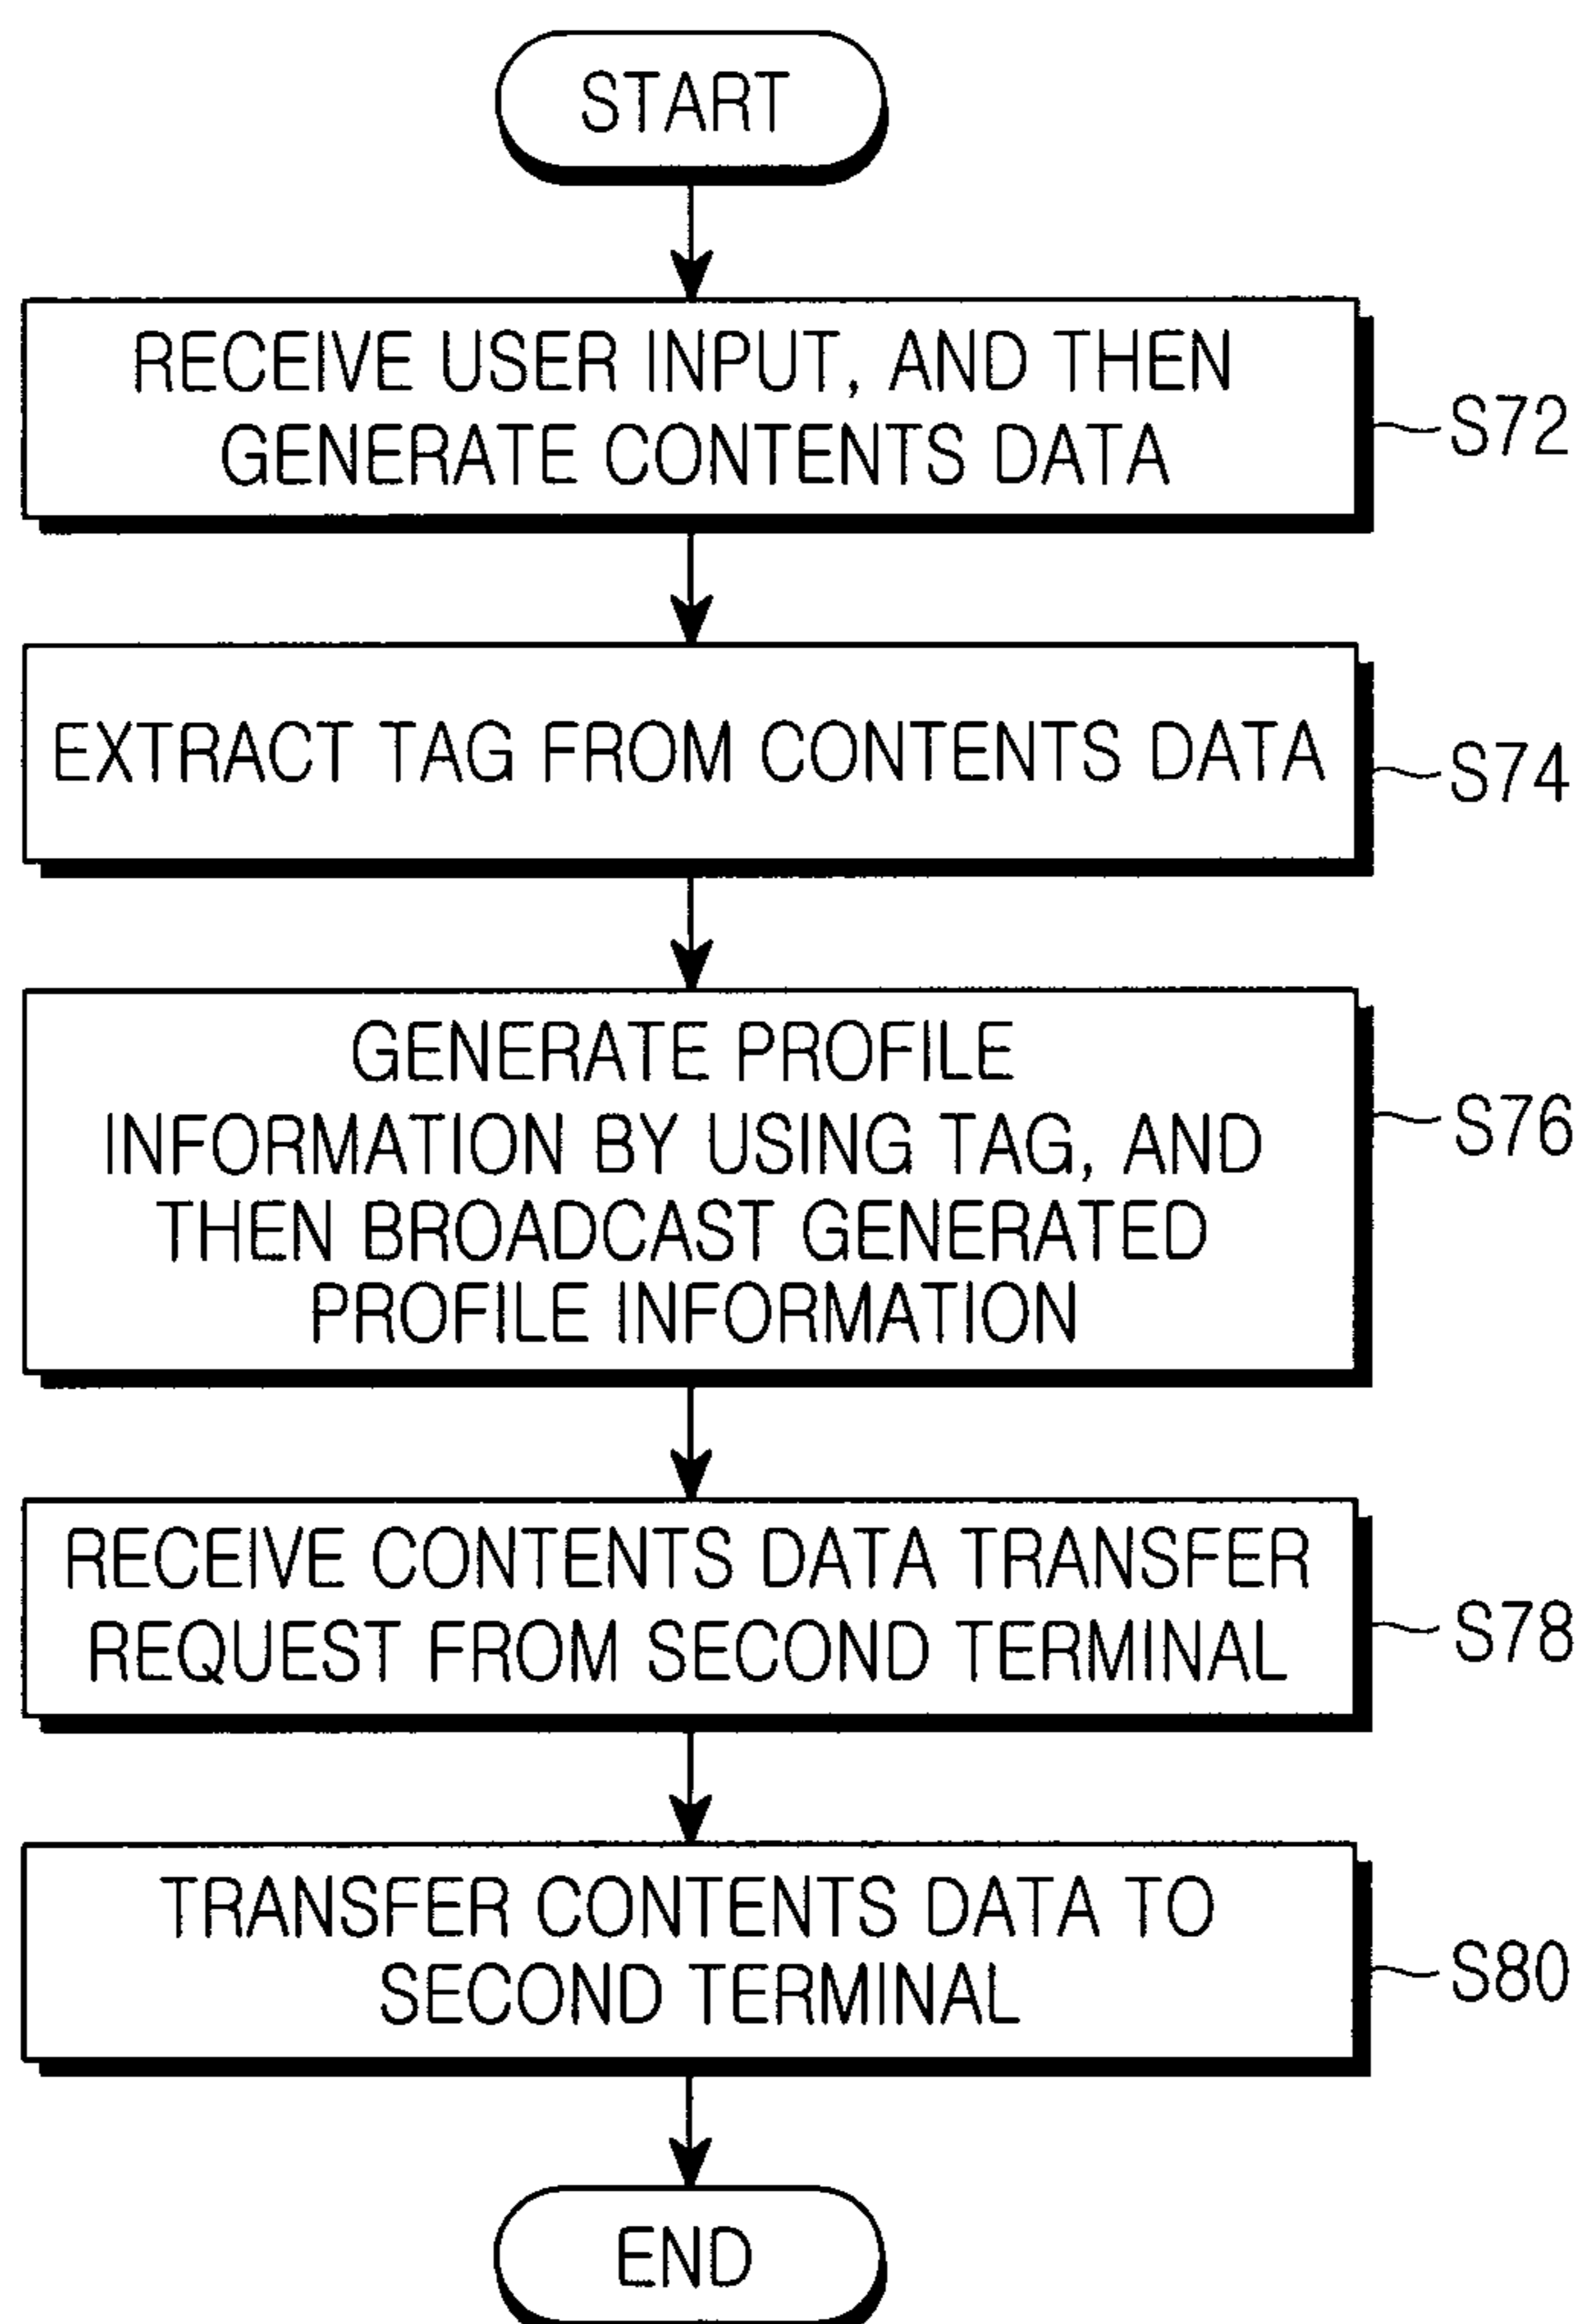 START
RECEIVE USER INPUT, AND THEN
GENERATE CONTENTS DATA
S72
EXTRACT TAG FROM CONTENTS DATA
S74
GENERATE PROFILE
INFORMATION BY USING TAG, AND
THEN BROADCAST GENERATED
PROFILE INFORMATION
S76
RECEIVE CONTENTS DATA TRANSFER
REQUEST FROM SECOND TERMINAL
S78
TRANSFER CONTENTS DATA TO
SECOND TERMINAL
S80
END